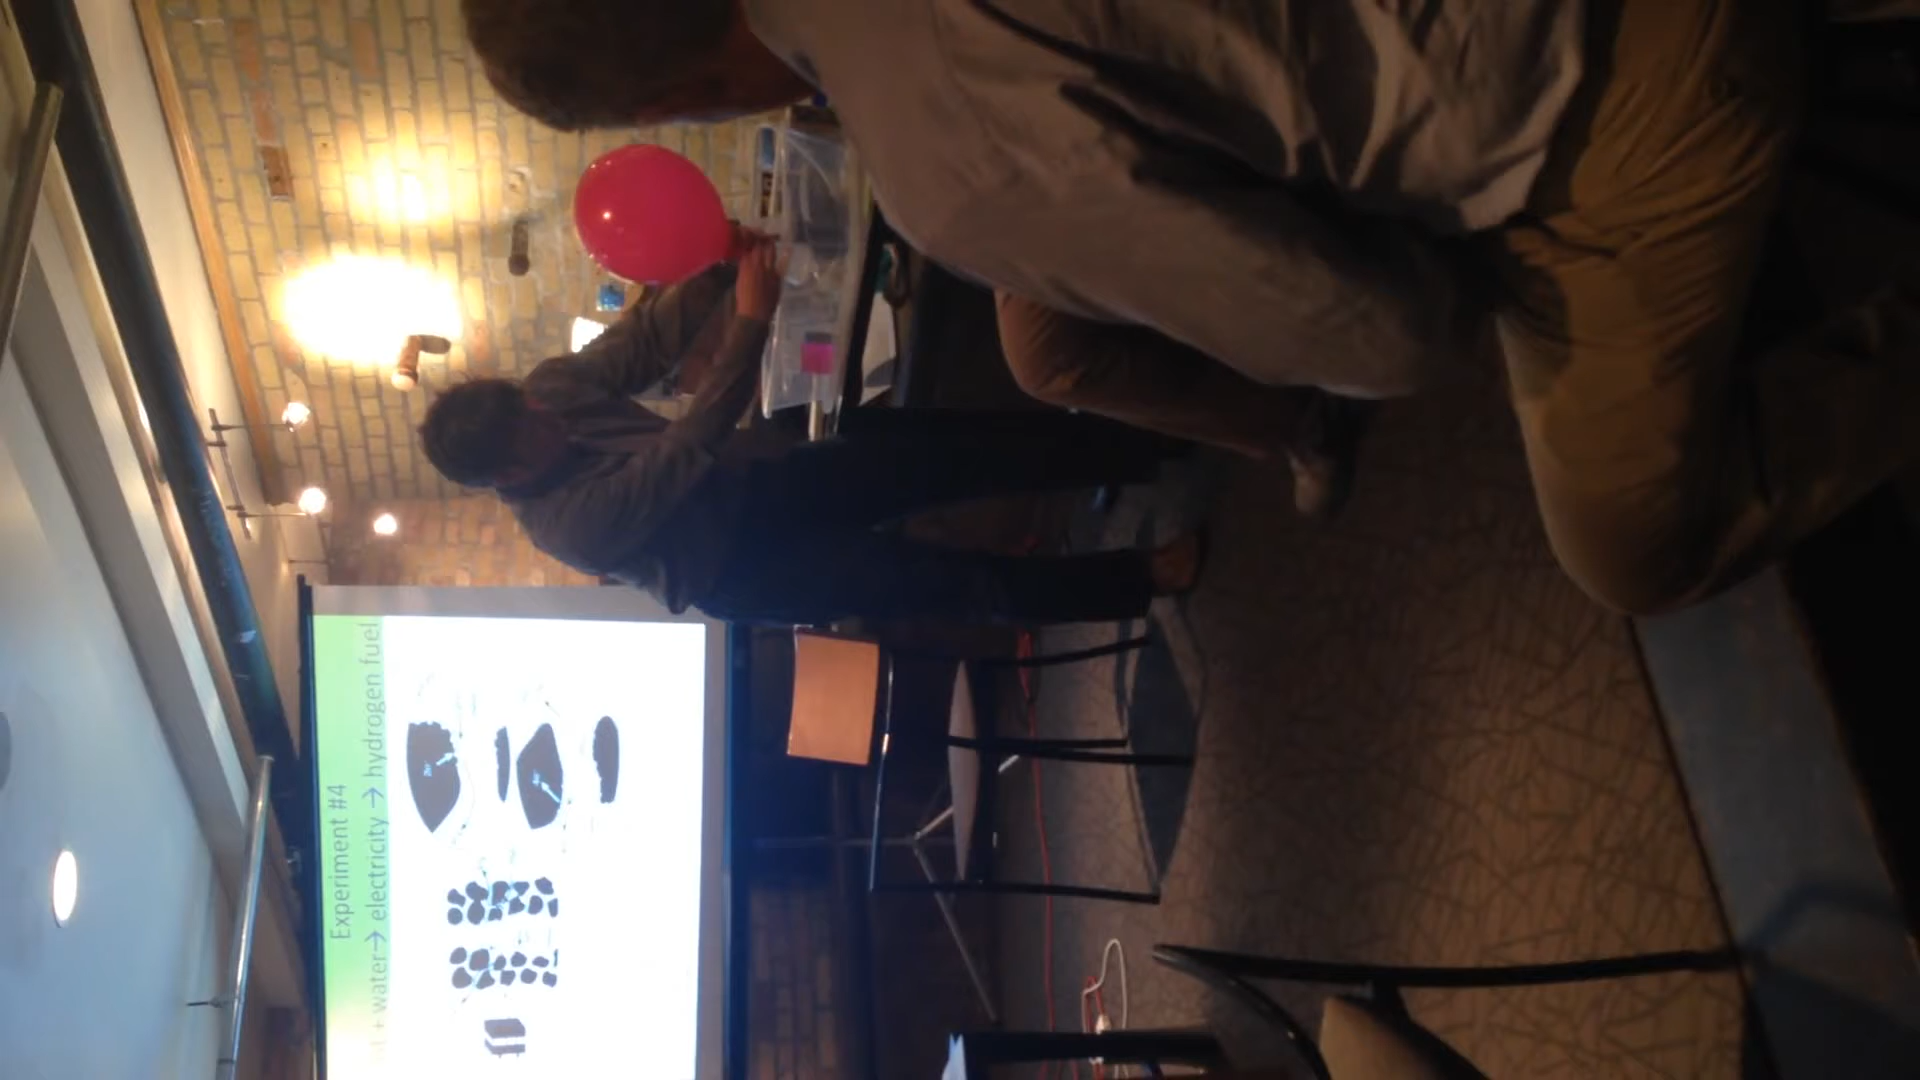 Experiment #4
+ water → electricity → hydrogen fuel